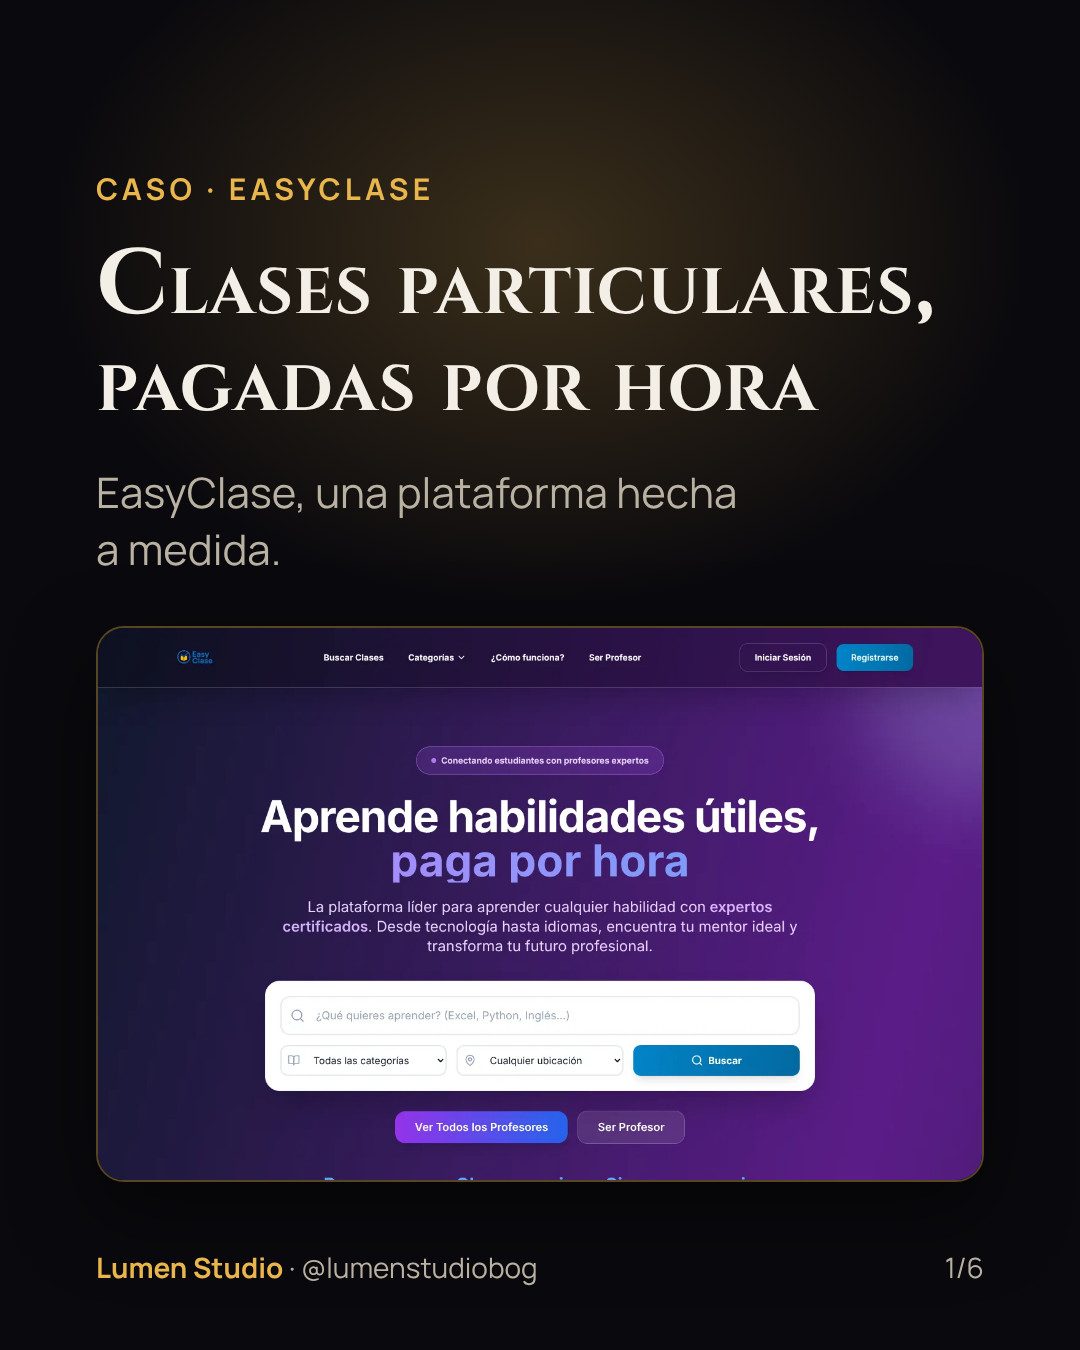 CASO · EASYCLASE
Clases particulares,
pagadas por hora
EasyClase, una plataforma hecha
a medida.
Easy
Clase
Buscar Clases Categorías ¿Cómo funciona? Ser Profesor Iniciar Sesión Registrarse
Conectando estudiantes con profesores expertos
Aprende habilidades útiles,
paga por hora
La plataforma líder para aprender cualquier habilidad con expertos
certificados. Desde tecnología hasta idiomas, encuentra tu mentor ideal y
transforma tu futuro profesional.
¿Qué quieres aprender? (Excel, Python, Inglés...)
Todas las categorías Cualquier ubicación Buscar
Ver Todos los Profesores Ser Profesor
Lumen Studio · @lumenstudiobog 1/6